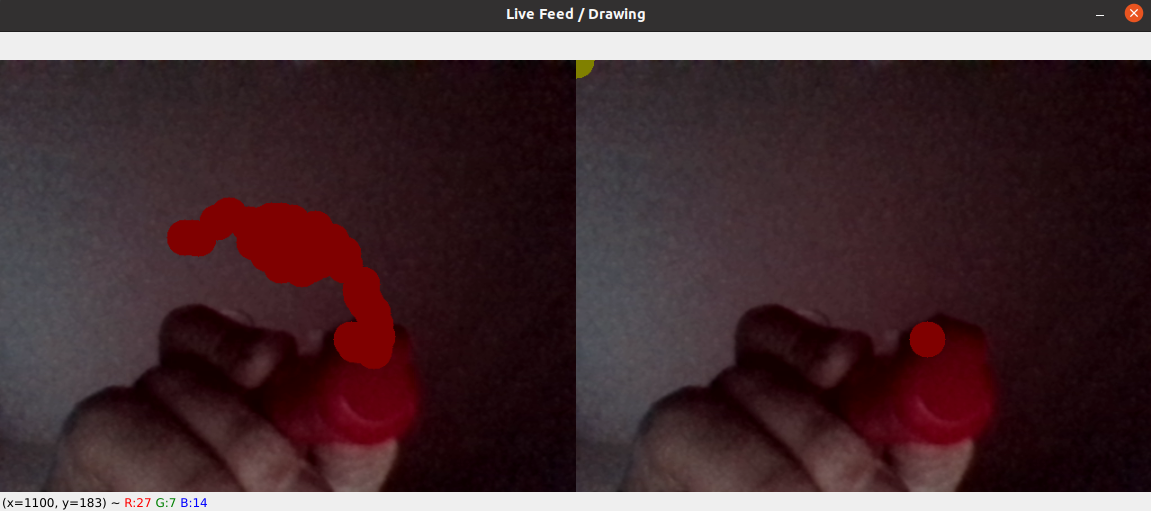 Live Feed / Drawing
(x=1100, y=183) ~ R:27 G:7 B:14